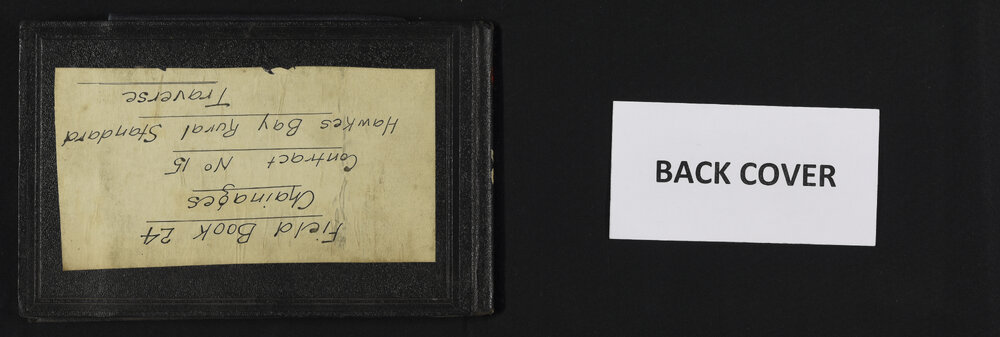 Field Book 24
Chainages
Contract No 15
Hawkes Bay Rural Standard
Traverse
BACK COVER